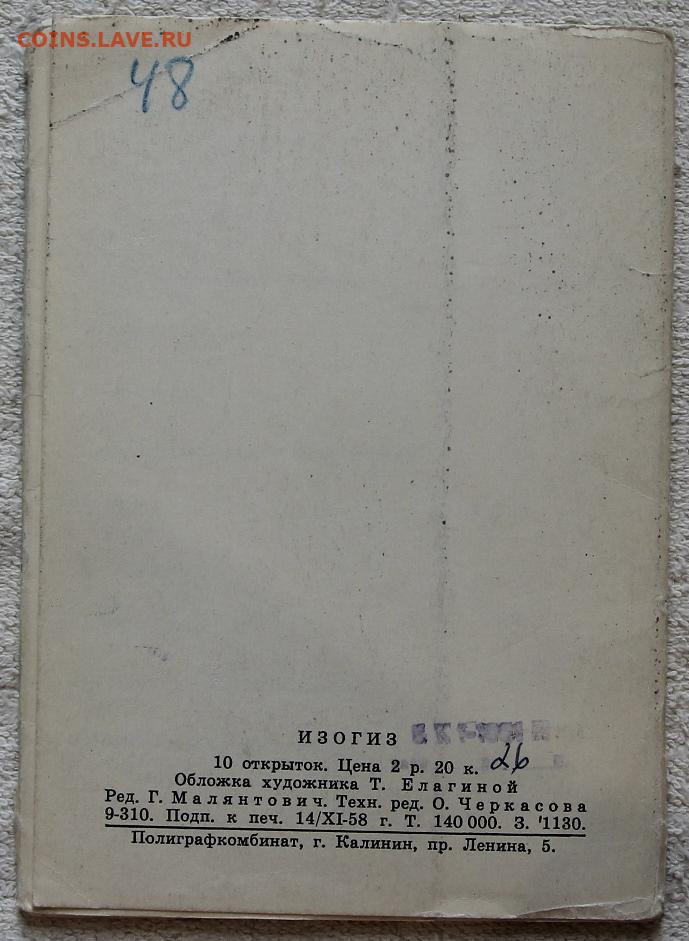 COINS.LAVE.RU
48
ИЗОГИЗ
10 открыток. Цена 2 р. 20 к. 26
Обложка художника Т. Елагиной
Ред. Г. Малянтович. Техн. ред. О. Черкасова
9-310. Подп. к печ. 14/XI-58 г. Т. 140 000. З. 1130.
Полиграфкомбинат, г. Калинин, пр. Ленина, 5.